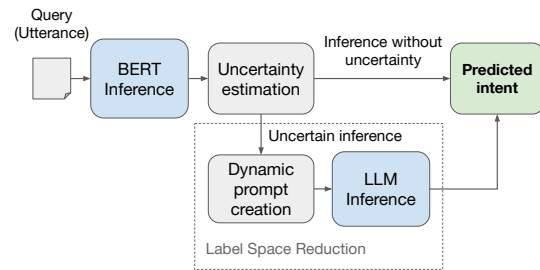 Query
(Utterance)
BERT
Inference
Uncertainty
estimation
Inference without
uncertainty)
Predicted
intent
Uncertain inference
Dynamic
prompt
creation
LLM
Inference
Label Space Reduction